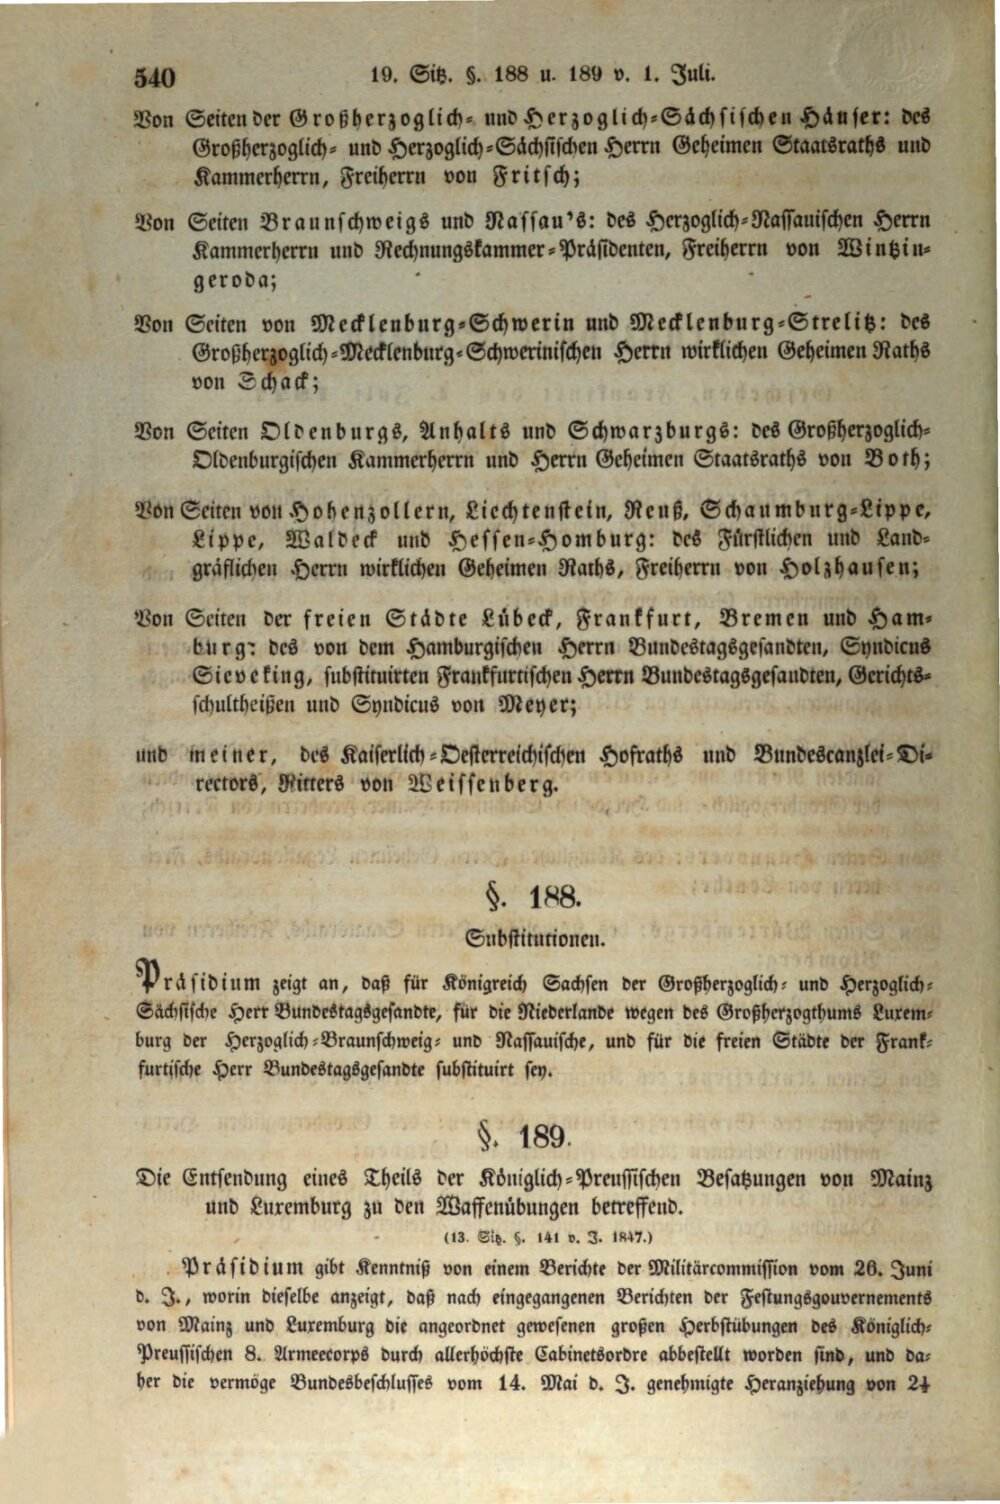 540
19. Sitz. §. 188 u. 189 v. 1. Juli.
Von Seiten der Großherzoglich- und Herzoglich-Sächsischen Häuser: des
Großherzoglich- und Herzoglich-Sächsischen Herrn Geheimen Staatsraths und
Kammerherrn, Freiherrn von Fritsch;
Von Seiten Braunschweigs und Nassau's: des Herzoglich-Nassauischen Herrn
Kammerherrn und Rechnungskammer-Präsidenten, Freiherrn von Wintzin-
geroda;
Von Seiten von Mecklenburg-Schwerin und Mecklenburg-Strelitz: des
Großherzoglich-Mecklenburg-Schwerinischen Herrn wirklichen Geheimen Raths
von Schack;
Von Seiten Oldenburgs, Anhalts und Schwarzburgs: des Großherzoglich-
Oldenburgischen Kammerherrn und Herrn Geheimen Staatsraths von Both;
Von Seiten von Hohenzollern, Liechtenstein, Reuß, Schaumburg-Lippe,
Lippe, Waldeck und Hessen-Homburg: des Fürstlichen und Land-
gräflichen Herrn wirklichen Geheimen Raths, Freiherrn von Holzhausen;
Von Seiten der freien Städte Lübeck, Frankfurt, Bremen und Ham-
burg: des von dem Hamburgischen Herrn Bundestagsgesandten, Syndicus
Sieveking, substituirten Frankfurtischen Herrn Bundestagsgesandten, Gerichts-
schultheißen und Syndicus von Meyer;
und meiner, des Kaiserlich-Oesterreichischen Hofraths und Bundescanzlei-Di-
rectors, Ritters von Weissenberg.
§. 188.
Substitutionen.
Präsidium zeigt an, daß für Königreich Sachsen der Großherzoglich- und Herzoglich-
Sächsische Herr Bundestagsgesandte, für die Niederlande wegen des Großherzogthums Luxem-
burg der Herzoglich-Braunschweig- und Nassauische, und für die freien Städte der Frank-
furtische Herr Bundestagsgesandte substituirt sey.
§. 189.
Die Entsendung eines Theils der Königlich-Preussischen Besatzungen von Mainz
und Luxemburg zu den Waffenübungen betreffend.
(13. Sitz. §. 141 v. J. 1847.)
Präsidium gibt Kenntniß von einem Berichte der Militärcommission vom 26. Juni
d. J., worin dieselbe anzeigt, daß nach eingegangenen Berichten der Festungsgouvernements
von Mainz und Luxemburg die angeordnet gewesenen großen Herbstübungen des Königlich-
Preussischen 8. Armeecorps durch allerhöchste Cabinetsordre abbestellt worden sind, und da-
her die vermöge Bundesbeschlusses vom 14. Mai d. J. genehmigte Heranziehung von 24